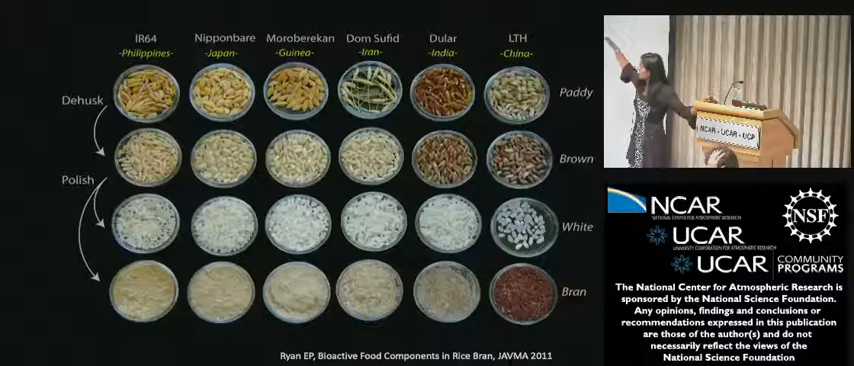 IR64
-Philippines-
Nipponbare
-Japan-
Moroberekan
-Guinea-
Dom Sufid
-Iran-
Dular
-India-
LTH
-China-
Dehusk
Paddy
Brown
Polish
White
Bran
Ryan EP, Bioactive Food Components in Rice Bran, JAVMA 2011
NCAR • UCAR • UCP
NCAR
NATIONAL CENTER FOR ATMOSPHERIC RESEARCH
NSF
UCAR
UNIVERSITY CORPORATION FOR ATMOSPHERIC RESEARCH
UCAR
COMMUNITY
PROGRAMS
The National Center for Atmospheric Research is
sponsored by the National Science Foundation.
Any opinions, findings and conclusions or
recommendations expressed in this publication
are those of the author(s) and do not
necessarily reflect the views of the
National Science Foundation